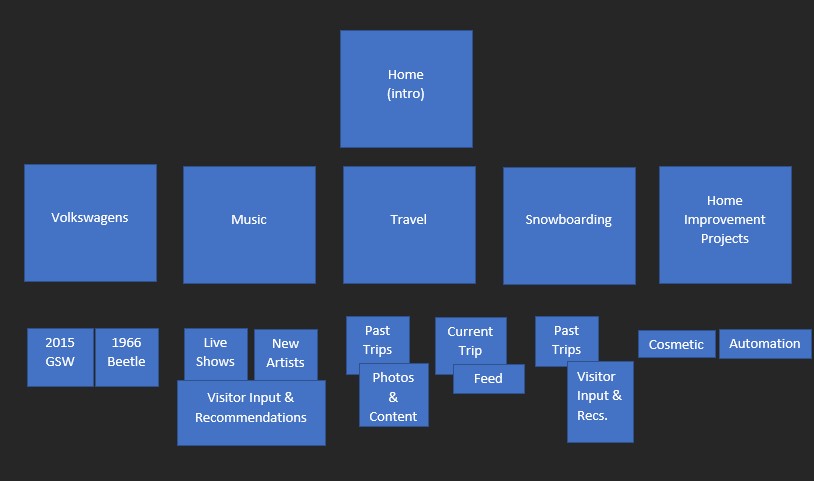 Home
(intro)
Volkswagens
Music
Travel
Snowboarding
Home
Improvement
Projects
2015
GSW
1966
Beetle
Live
Shows
New
Artists
Visitor Input &
Recommendations
Past
Trips
Photos
&
Content
Current
Trip
Feed
Past
Trips
Visitor
Input &
Recs.
Cosmetic
Automation